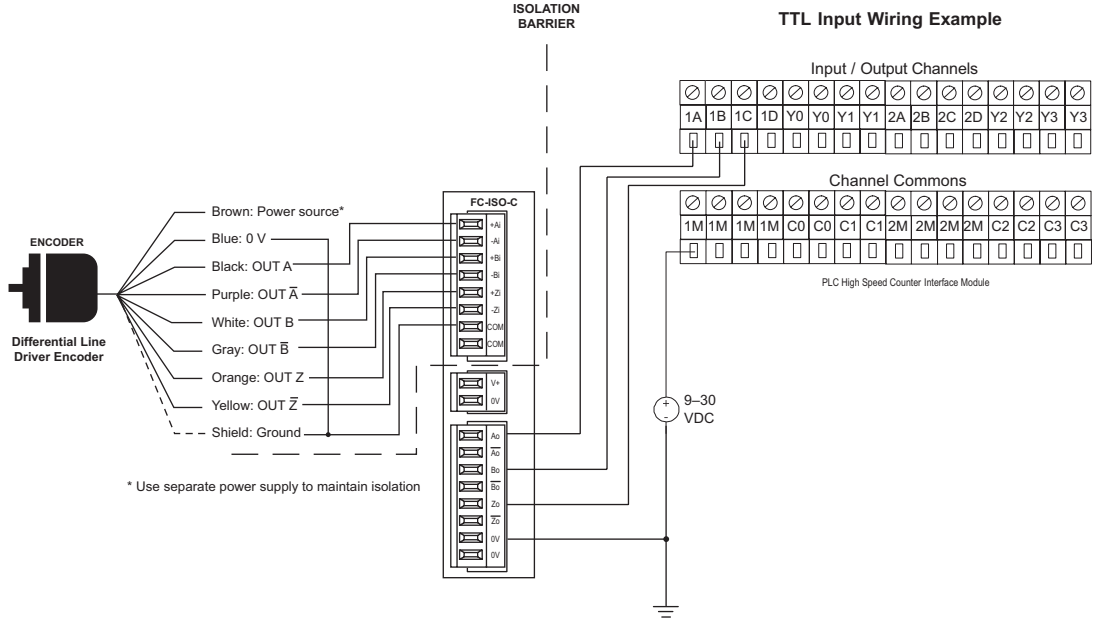 ISOLATION
BARRIER
TTL Input Wiring Example
Input / Output Channels
1A 1B 1C 1D Y0 Y0 Y1 Y1 2A 2B 2C 2D Y2 Y2 Y3 Y3
Channel Commons
1M 1M 1M 1M C0 C0 C1 C1 2M 2M 2M 2M C2 C2 C3 C3
PLC High Speed Counter Interface Module
ENCODER
Differential Line
Driver Encoder
Brown: Power source*
Blue: 0 V
Black: OUT A
Purple: OUT A̅
White: OUT B
Gray: OUT B̅
Orange: OUT Z
Yellow: OUT Z̅
Shield: Ground
* Use separate power supply to maintain isolation
FC-ISO-C
+Ai
-Ai
+Bi
-Bi
+Zi
-Zi
COM
COM
V+
0V
Ao
A̅o̅
Bo
B̅o̅
Zo
Z̅o̅
0V
0V
+
-
9–30
VDC